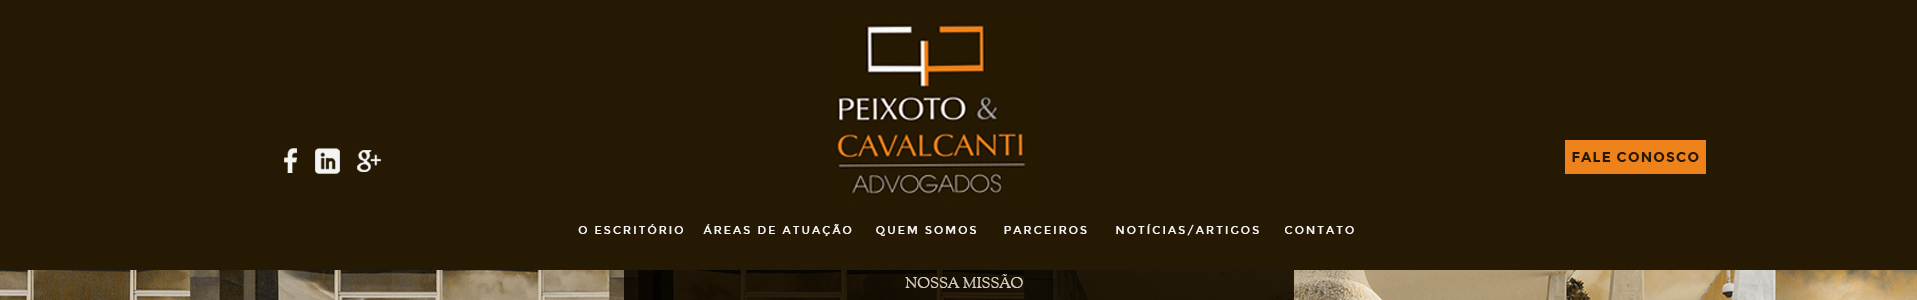 PEIXOTO &
CAVALCANTI
ADVOGADOS
FALE CONOSCO
O ESCRITÓRIO ÁREAS DE ATUAÇÃO QUEM SOMOS PARCEIROS NOTÍCIAS/ARTIGOS CONTATO
NOSSA MISSÃO